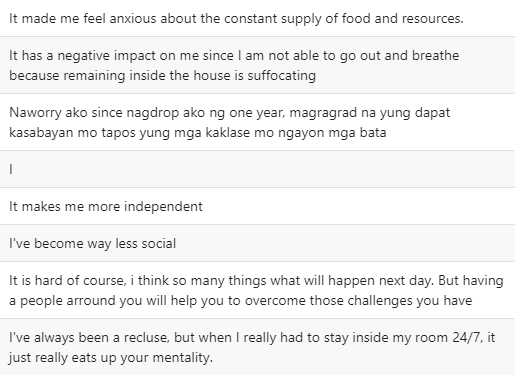 It made me feel anxious about the constant supply of food and resources.
It has a negative impact on me since I am not able to go out and breathe
because remaining inside the house is suffocating
Naworry ako since nagdrop ako ng one year, magragrad na yung dapat
kasabayan mo tapos yung mga kaklase mo ngayon mga bata
I
It makes me more independent
I've become way less social
It is hard of course, i think so many things what will happen next day. But having
a people arround you will help you to overcome those challenges you have
I've always been a recluse, but when I really had to stay inside my room 24/7, it
just really eats up your mentality.